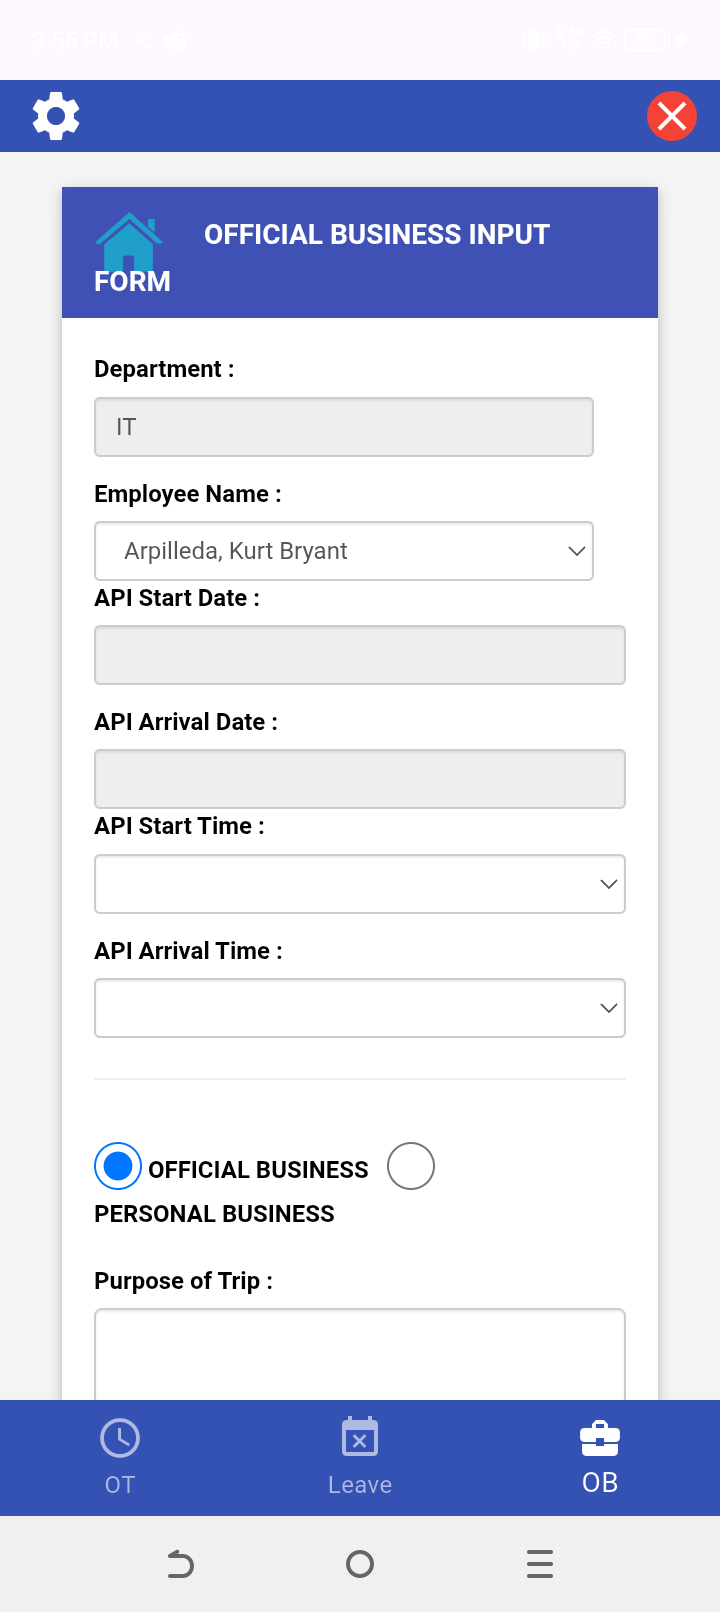 3:55 PM
OFFICIAL BUSINESS INPUT
FORM
Department :
IT
Employee Name :
Arpilleda, Kurt Bryant
API Start Date :
API Arrival Date :
API Start Time :
API Arrival Time :
OFFICIAL BUSINESS
PERSONAL BUSINESS
Purpose of Trip :
OT
Leave
OB